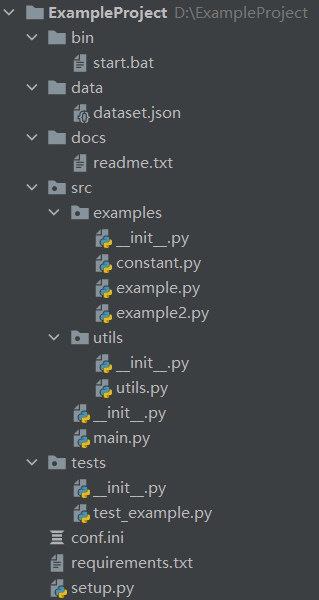 ExampleProject D:\ExampleProject
bin
start.bat
data
dataset.json
docs
readme.txt
src
examples
__init__.py
constant.py
example.py
example2.py
utils
__init__.py
utils.py
__init__.py
main.py
tests
__init__.py
test_example.py
conf.ini
requirements.txt
setup.py